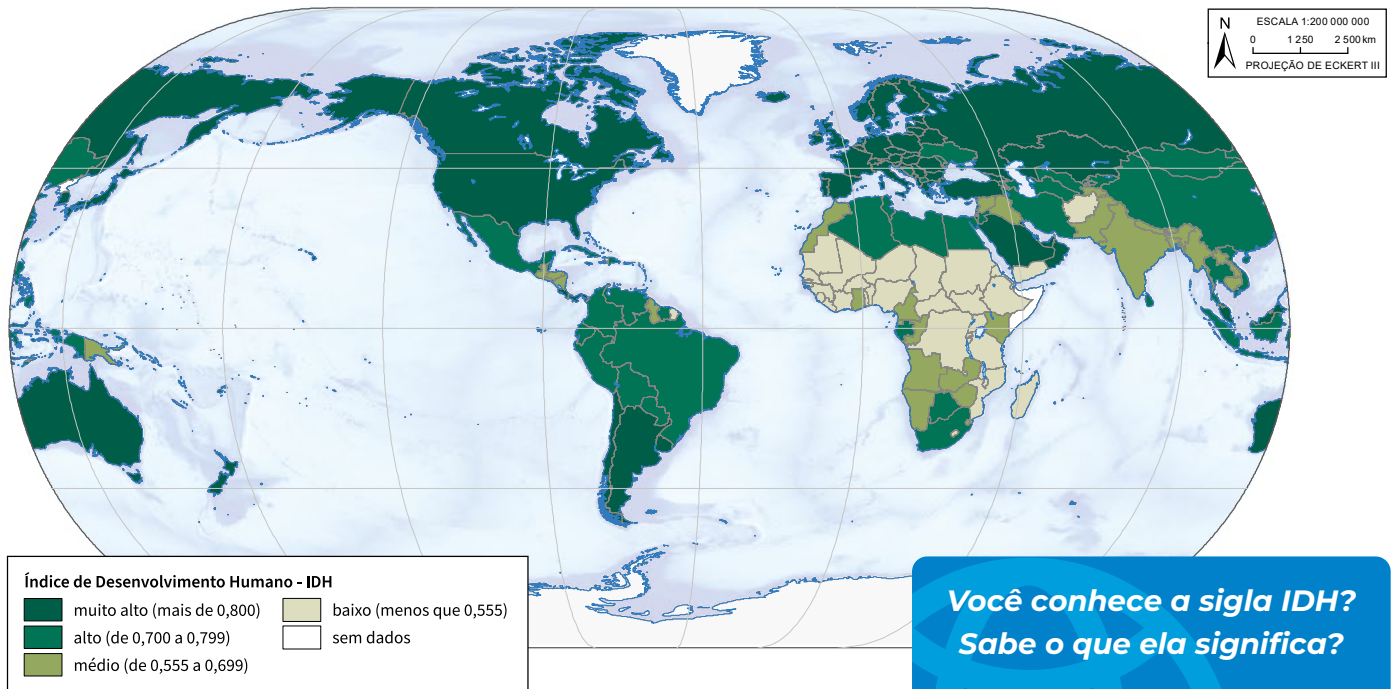 N
ESCALA 1:200 000 000
0 1 250 2 500 km
PROJEÇÃO DE ECKERT III
Índice de Desenvolvimento Humano - IDH
muito alto (mais de 0,800)
alto (de 0,700 a 0,799)
médio (de 0,555 a 0,699)
baixo (menos que 0,555)
sem dados
Você conhece a sigla IDH?
Sabe o que ela significa?